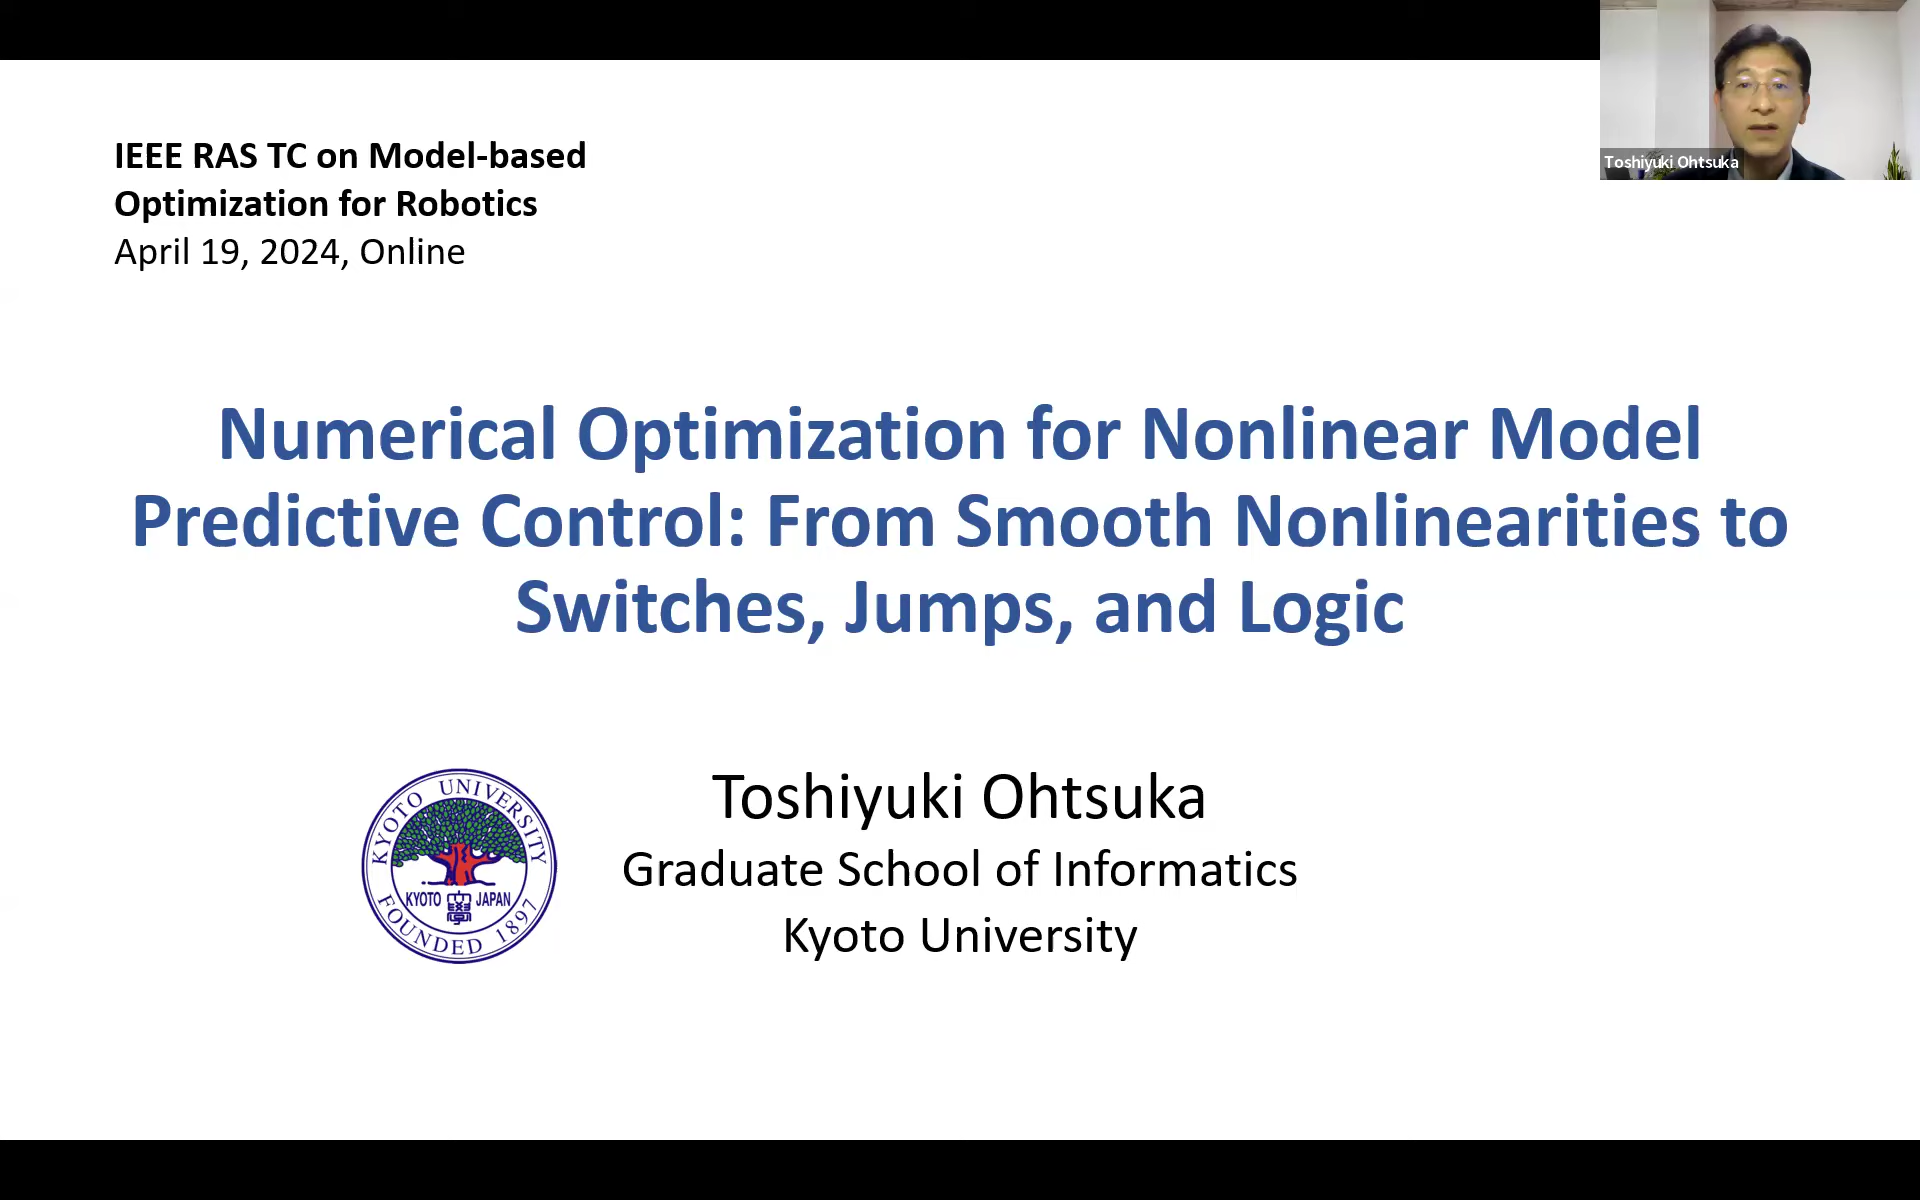 IEEE RAS TC on Model-based
Optimization for Robotics
April 19, 2024, Online
Toshiyuki Ohtsuka
Numerical Optimization for Nonlinear Model
Predictive Control: From Smooth Nonlinearities to
Switches, Jumps, and Logic
KYOTO UNIVERSITY
KYOTO 學 JAPAN
FOUNDED 1897
Toshiyuki Ohtsuka
Graduate School of Informatics
Kyoto University